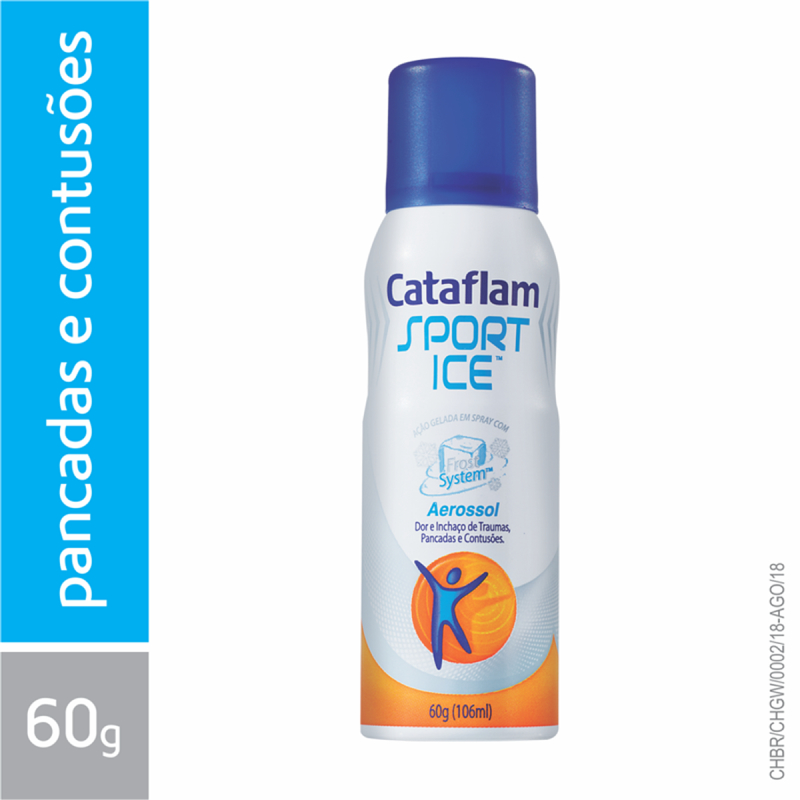 pancadas e contusões
60g
Cataflam
SPORT
ICE™
AÇÃO GELADA EM SPRAY COM
Frost
System™
Aerossol
Dor e Inchaço de Traumas,
Pancadas e Contusões.
60g (106ml)
CHBR/CHGW/0002/18-AGO/18